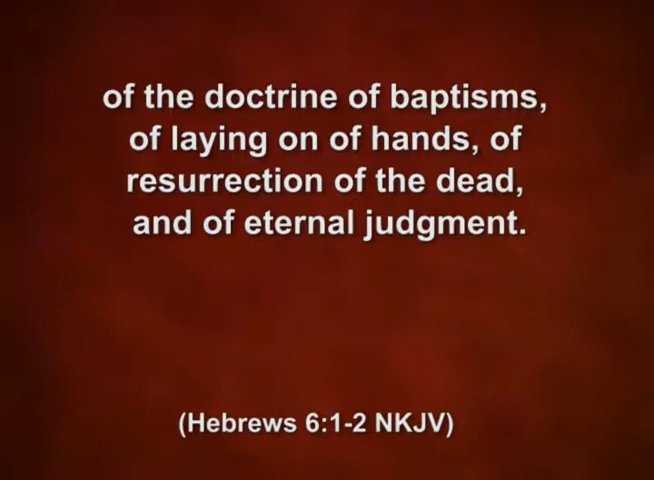 of the doctrine of baptisms,
of laying on of hands, of
resurrection of the dead,
and of eternal judgment.
(Hebrews 6:1-2 NKJV)